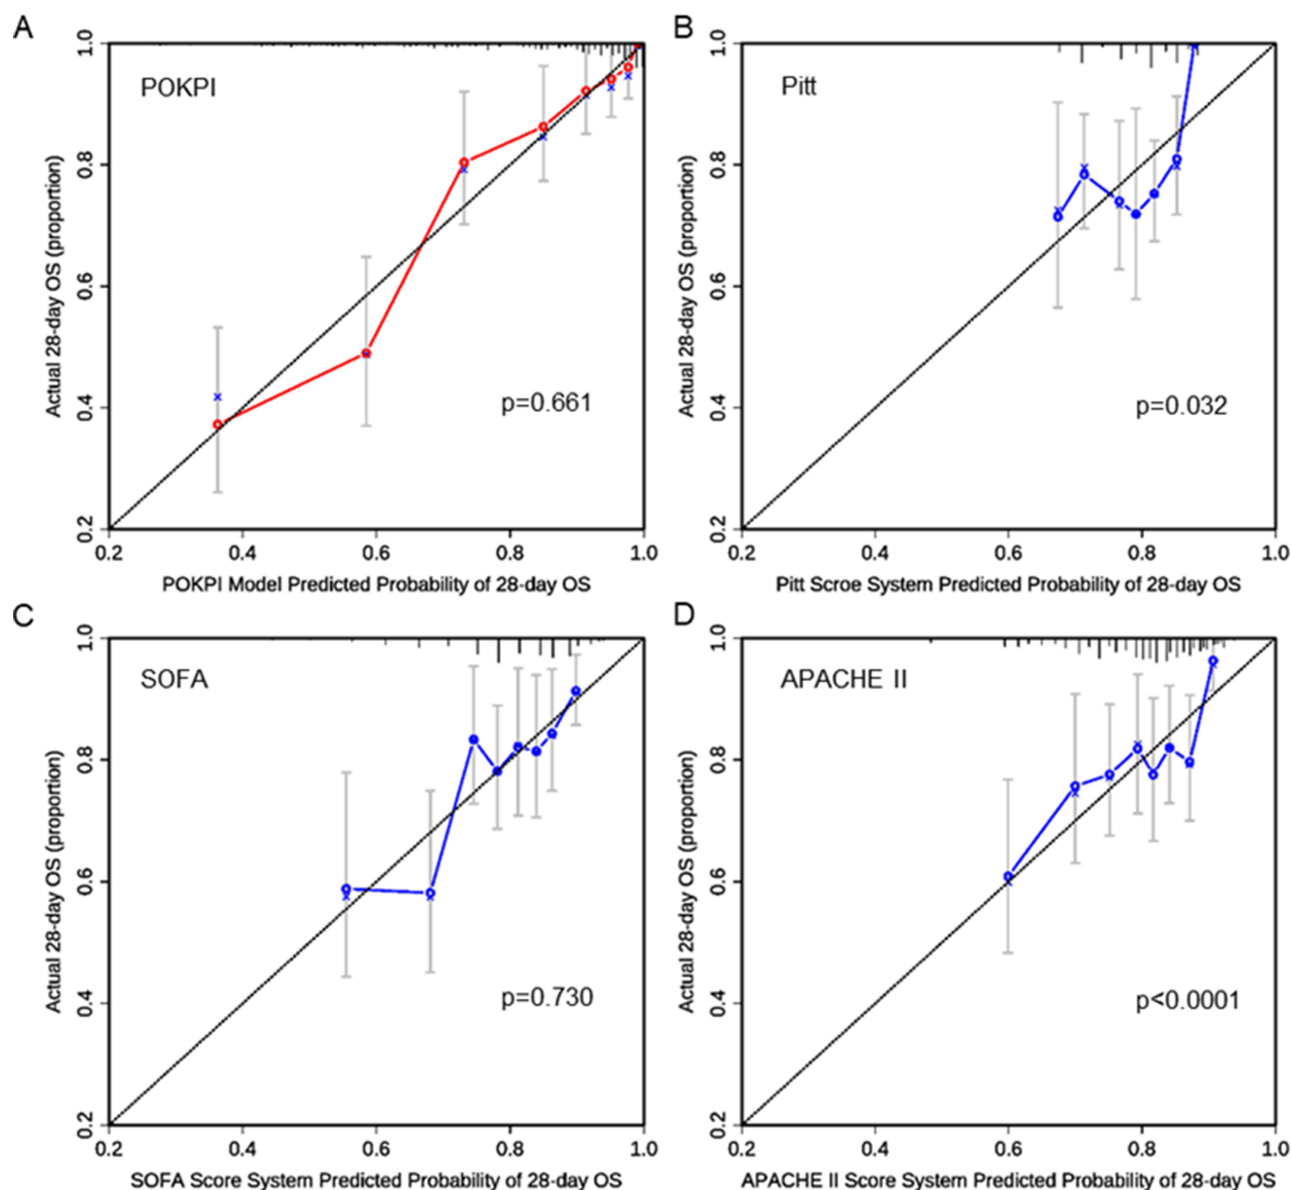 A
POKPI
p=0.661
Actual 28-day OS (proportion)
1.0
0.8
0.6
0.4
0.2
0.2 0.4 0.6 0.8 1.0
POKPI Model Predicted Probability of 28-day OS
B
Pitt
p=0.032
Actual 28-day OS (proportion)
1.0
0.8
0.6
0.4
0.2
0.2 0.4 0.6 0.8 1.0
Pitt Scroe System Predicted Probability of 28-day OS
C
SOFA
p=0.730
Actual 28-day OS (proportion)
1.0
0.8
0.6
0.4
0.2
0.2 0.4 0.6 0.8 1.0
SOFA Score System Predicted Probability of 28-day OS
D
APACHE II
p<0.0001
Actual 28-day OS (proportion)
1.0
0.8
0.6
0.4
0.2
0.2 0.4 0.6 0.8 1.0
APACHE II Score System Predicted Probability of 28-day OS